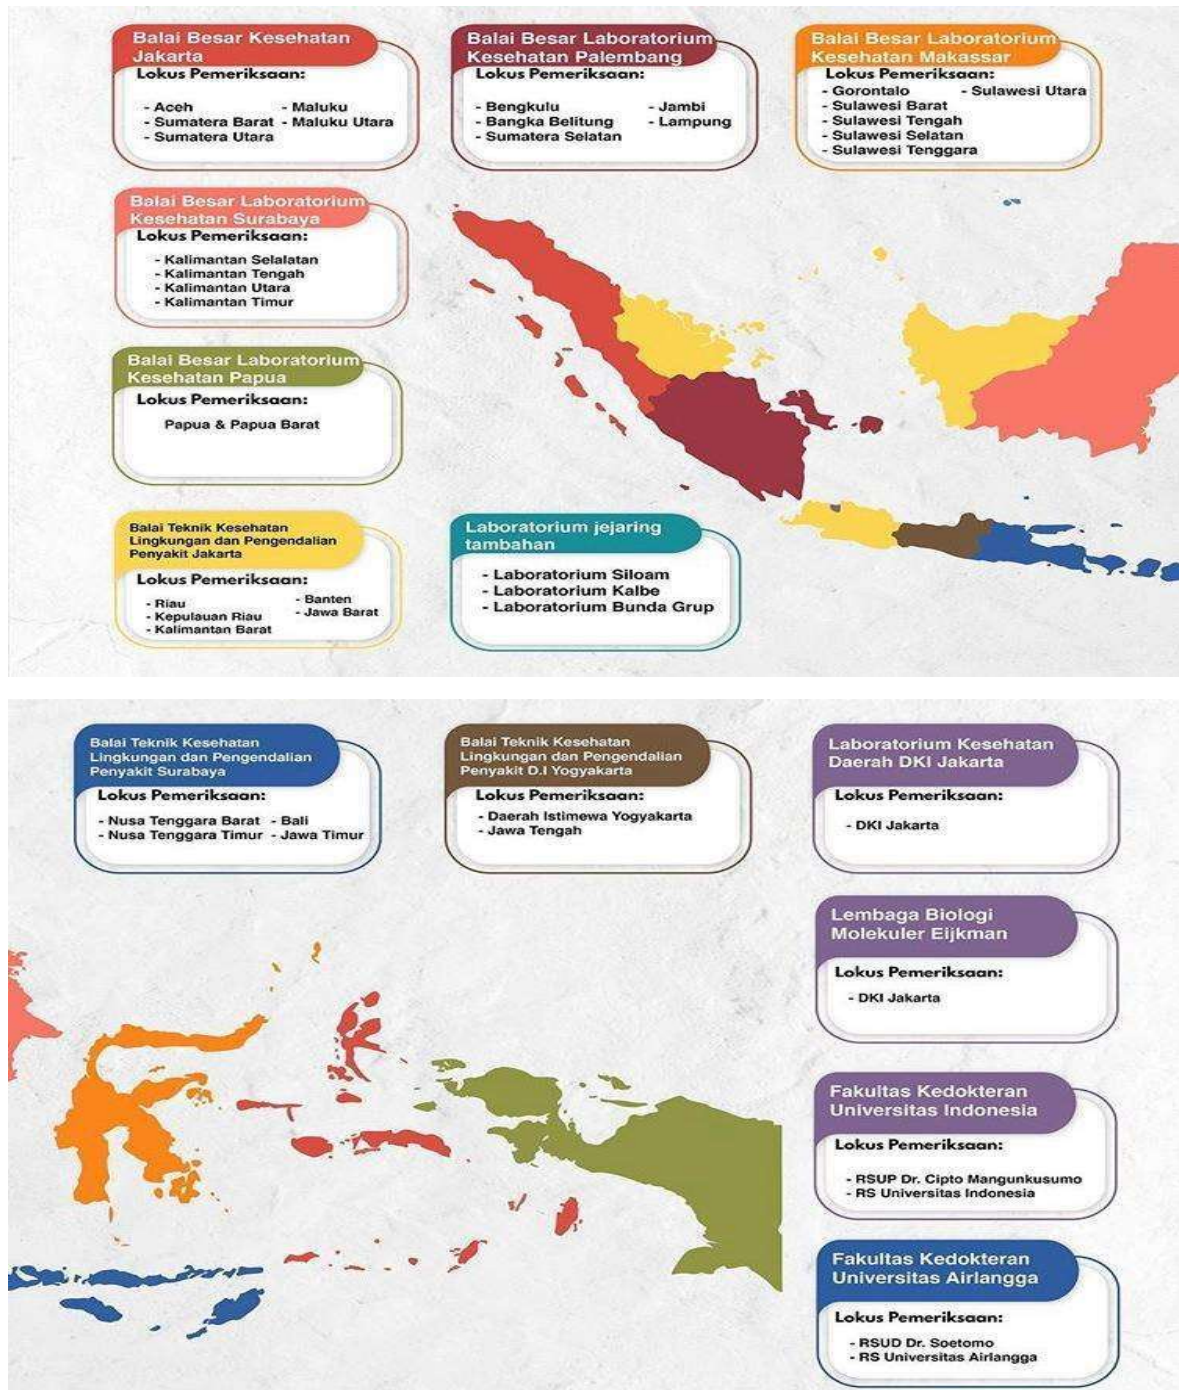 Balai Besar Kesehatan
Jakarta
Lokus Pemeriksaan:
- Aceh
- Sumatera Barat
- Sumatera Utara
- Maluku
- Maluku Utara
Balai Besar Laboratorium
Kesehatan Palembang
Lokus Pemeriksaan:
- Bengkulu
- Bangka Belitung
- Sumatera Selatan
- Jambi
- Lampung
Balai Besar Laboratorium
Kesehatan Makassar
Lokus Pemeriksaan:
- Gorontalo
- Sulawesi Barat
- Sulawesi Tengah
- Sulawesi Selatan
- Sulawesi Tenggara
- Sulawesi Utara
Balai Besar Laboratorium
Kesehatan Surabaya
Lokus Pemeriksaan:
- Kalimantan Selalatan
- Kalimantan Tengah
- Kalimantan Utara
- Kalimantan Timur
Balai Besar Laboratorium
Kesehatan Papua
Lokus Pemeriksaan:
Papua & Papua Barat
Balai Teknik Kesehatan
Lingkungan dan Pengendalian
Penyakit Jakarta
Lokus Pemeriksaan:
- Riau
- Kepulauan Riau
- Kalimantan Barat
- Banten
- Jawa Barat
Laboratorium jejaring
tambahan
- Laboratorium Siloam
- Laboratorium Kalbe
- Laboratorium Bunda Grup
Balai Teknik Kesehatan
Lingkungan dan Pengendalian
Penyakit Surabaya
Lokus Pemeriksaan:
- Nusa Tenggara Barat
- Nusa Tenggara Timur
- Bali
- Jawa Timur
Balai Teknik Kesehatan
Lingkungan dan Pengendalian
Penyakit D.I Yogyakarta
Lokus Pemeriksaan:
- Daerah Istimewa Yogyakarta
- Jawa Tengah
Laboratorium Kesehatan
Daerah DKI Jakarta
Lokus Pemeriksaan:
- DKI Jakarta
Lembaga Biologi
Molekuler Eijkman
Lokus Pemeriksaan:
- DKI Jakarta
Fakultas Kedokteran
Universitas Indonesia
Lokus Pemeriksaan:
- RSUP Dr. Cipto Mangunkusumo
- RS Universitas Indonesia
Fakultas Kedokteran
Universitas Airlangga
Lokus Pemeriksaan:
- RSUD Dr. Soetomo
- RS Universitas Airlangga